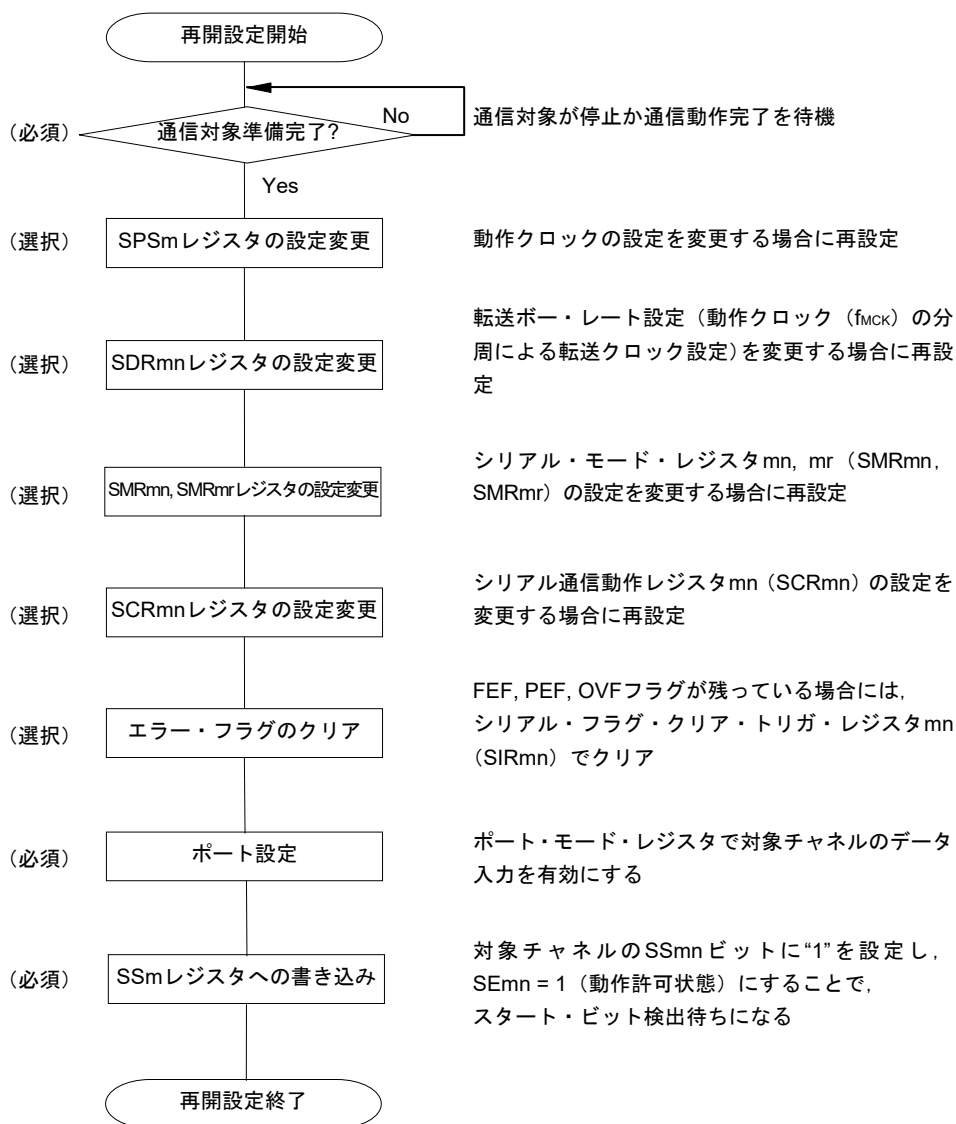 再開設定開始
No
(必須)
通信対象準備完了?
通信対象が停止か通信動作完了を待機
Yes
(選択)
SPSmレジスタの設定変更
動作クロックの設定を変更する場合に再設定
(選択)
SDRmnレジスタの設定変更
転送ボー・レート設定(動作クロック(fMCK)の分
周による転送クロック設定)を変更する場合に再設
定
(選択)
SMRmn, SMRmrレジスタの設定変更
シリアル・モード・レジスタmn, mr(SMRmn,
SMRmr)の設定を変更する場合に再設定
(選択)
SCRmnレジスタの設定変更
シリアル通信動作レジスタmn(SCRmn)の設定を
変更する場合に再設定
(選択)
エラー・フラグのクリア
FEF, PEF, OVFフラグが残っている場合には,
シリアル・フラグ・クリア・トリガ・レジスタmn
(SIRmn)でクリア
(必須)
ポート設定
ポート・モード・レジスタで対象チャネルのデータ
入力を有効にする
(必須)
SSmレジスタへの書き込み
対象チャネルのSSmnビットに“1”を設定し,
SEmn = 1(動作許可状態)にすることで,
スタート・ビット検出待ちになる
再開設定終了